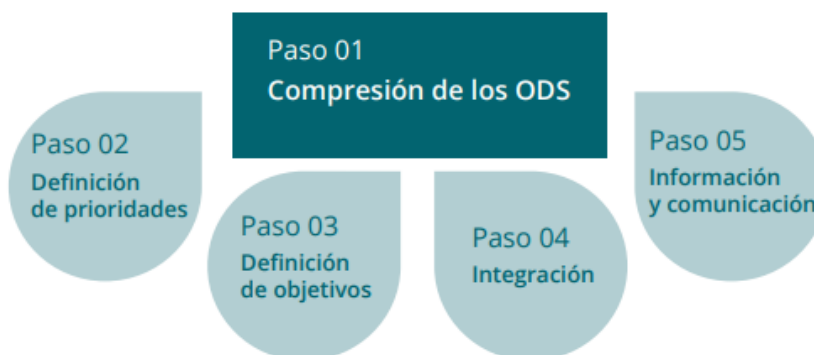 Paso 01
Compresión de los ODS
Paso 02
Definición
de prioridades
Paso 03
Definición
de objetivos
Paso 04
Integración
Paso 05
Información
y comunicación